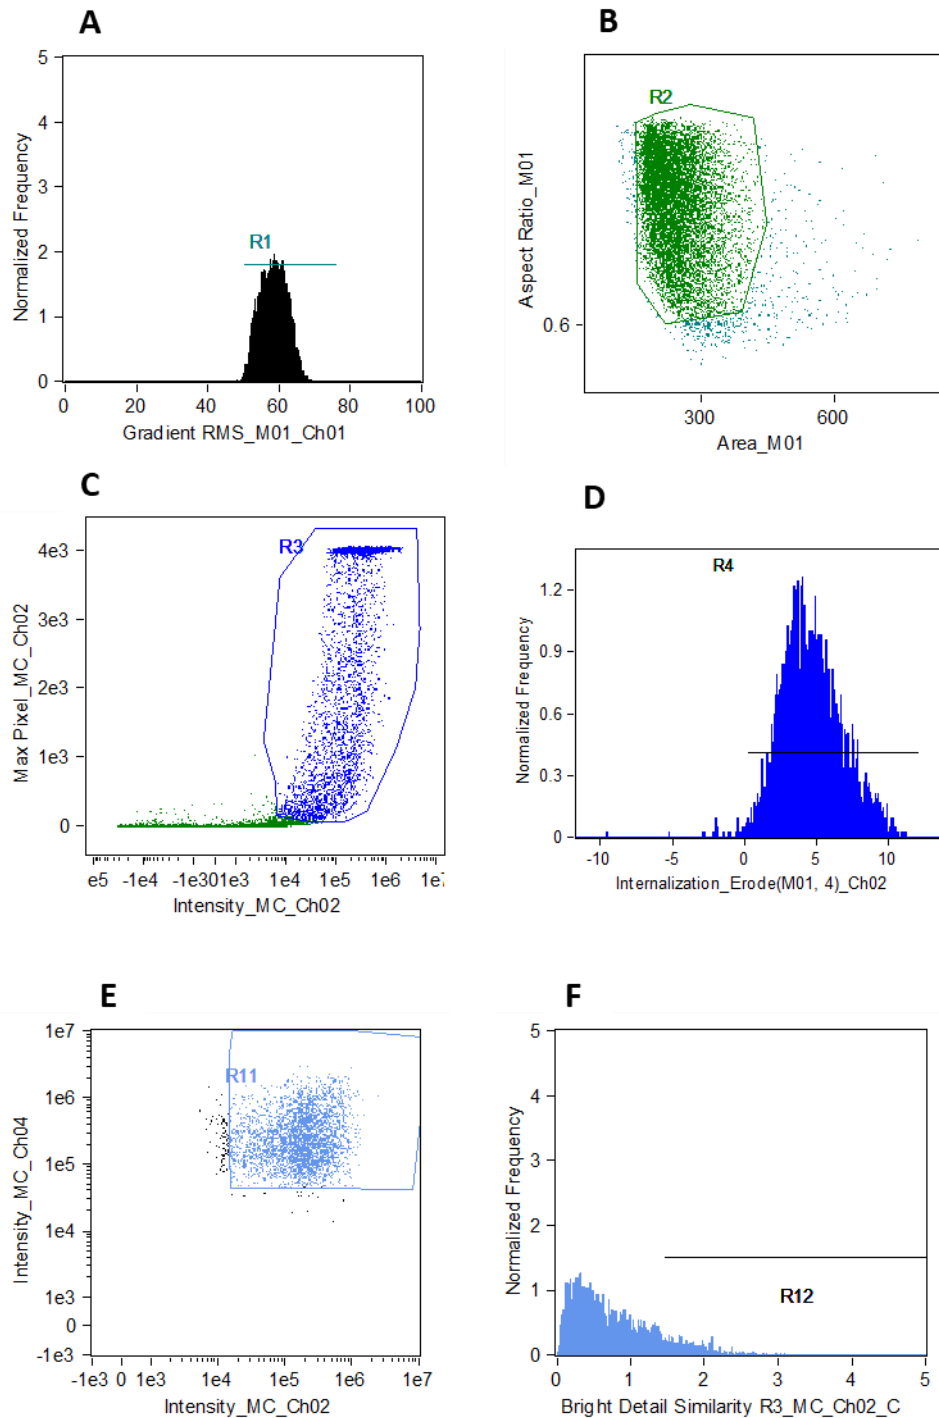 A
5
4
3
2
1
0
Normalized Frequency
R1
0 20 40 60 80 100
Gradient RMS_M01_Ch01
B
R2
Aspect Ratio_M01
0.6
300 600
Area_M01
C
4e3
3e3
2e3
1e3
0
Max Pixel_MC_Ch02
R3
e5 -1e4 -1e301e3 1e4 1e5 1e6 1e7
Intensity_MC_Ch02
D
R4
1.2
0.9
0.6
0.3
0
Normalized Frequency
-10 -5 0 5 10
Internalization_Erode(M01, 4)_Ch02
E
1e7
1e6
1e5
1e4
1e3
0
-1e3
Intensity_MC_Ch04
R11
-1e3 0 1e3 1e4 1e5 1e6 1e7
Intensity_MC_Ch02
F
5
4
3
2
1
0
Normalized Frequency
R12
0 1 2 3 4 5
Bright Detail Similarity R3_MC_Ch02_C